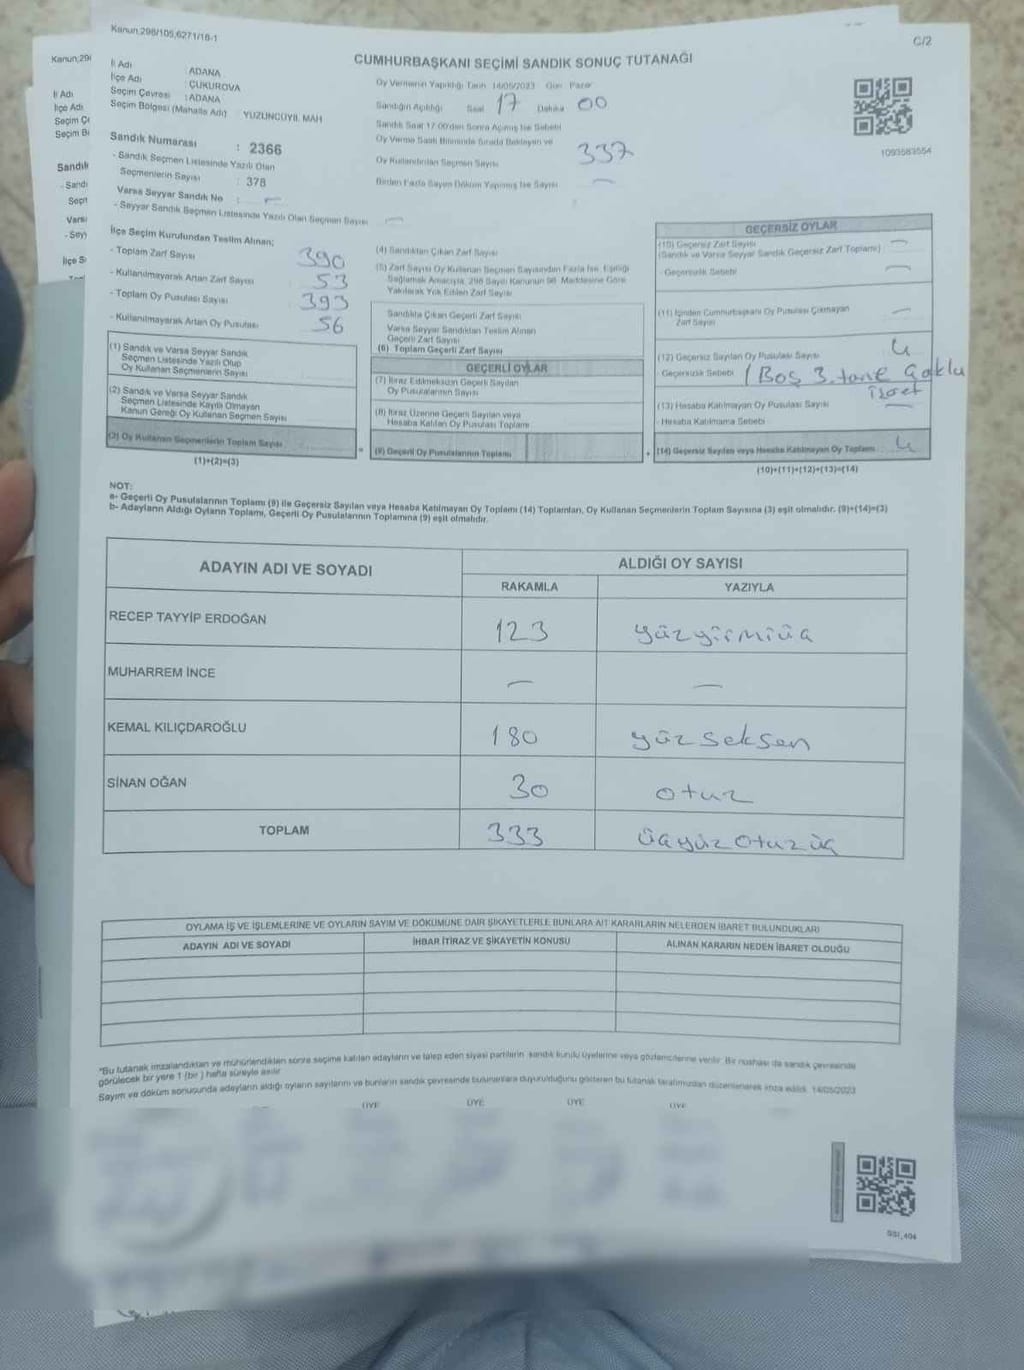 Kanun;298/105,6271/16-1
C/2
CUMHURBAŞKANI SEÇİMİ SANDIK SONUÇ TUTANAĞI
İl Adı : ADANA
İlçe Adı : ÇUKUROVA
Seçim Çevresi : ADANA
Seçim Bölgesi (Mahalle Adı) YÜZÜNCÜYIL MAH
Sandık Numarası : 2366
- Sandık Seçmen Listesinde Yazılı Olan
Seçmenlerin Sayısı : 378
Varsa Seyyar Sandık No : –
- Seyyar Sandık Seçmen Listesinde Yazılı Olan Seçmen Sayısı –
Oy Vermenin Yapıldığı Tarih 14/05/2023 Gün Pazar
Sandığın Açıldığı Saat 17 Dakika 00
Sandık Saat 17.00'den Sonra Açılmış İse Sebebi
Oy Verme Saati Bitiminde Sırada Bekleyen ve
Oy Kullandırılan Seçmen Sayısı 337
Birden Fazla Sayım Döküm Yapılmış İse Sayısı –
1093583554
İlçe Seçim Kurulundan Teslim Alınan;
- Toplam Zarf Sayısı 390
- Kullanılmayarak Artan Zarf Sayısı 53
- Toplam Oy Pusulası Sayısı 393
- Kullanılmayarak Artan Oy Pusulası 56
(1) Sandık ve Varsa Seyyar Sandık
Seçmen Listesinde Yazılı Olup
Oy Kullanan Seçmenlerin Sayısı
(2) Sandık ve Varsa Seyyar Sandık
Seçmen Listesinde Kayıtlı Olmayan
Kanun Gereği Oy Kullanan Seçmen Sayısı
(3) Oy Kullanan Seçmenlerin Toplam Sayısı
(1)+(2)=(3)
(4) Sandıktan Çıkan Zarf Sayısı
(5) Zarf Sayısı Oy Kullanan Seçmen Sayısından Fazla İse, Eşitliği
Sağlamak Amacıyla, 298 Sayılı Kanunun 98. Maddesine Göre
Yakılarak Yok Edilen Zarf Sayısı
Sandıkta Çıkan Geçerli Zarf Sayısı
Varsa Seyyar Sandıktan Teslim Alınan
Geçerli Zarf Sayısı
(6) Toplam Geçerli Zarf Sayısı
GEÇERLİ OYLAR
(7) İtiraz Edilmeksizin Geçerli Sayılan
Oy Pusulalarının Sayısı
(8) İtiraz Üzerine Geçerli Sayılan veya
Hesaba Katılan Oy Pusulası Toplamı
(9) Geçerli Oy Pusulalarının Toplamı
GEÇERSİZ OYLAR
(10) Geçersiz Zarf Sayısı –
(Sandık ve Varsa Seyyar Sandık Geçersiz Zarf Toplamı)
- Geçersizlik Sebebi –
(11) İçinden Cumhurbaşkanı Oy Pusulası Çıkmayan
Zarf Sayısı –
(12) Geçersiz Sayılan Oy Pusulası Sayısı 4
- Geçersizlik Sebebi 1 Boş 3 tane Çoklu
işaret
(13) Hesaba Katılmayan Oy Pusulası Sayısı –
- Hesaba Katılmama Sebebi
(14) Geçersiz Sayılan veya Hesaba Katılmayan Oy Toplamı 4
(10)+(11)+(12)+(13)=(14)
NOT:
a- Geçerli Oy Pusulalarının Toplamı (9) ile Geçersiz Sayılan veya Hesaba Katılmayan Oy Toplamı (14) Toplamları, Oy Kullanan Seçmenlerin Toplam Sayısına (3) eşit olmalıdır. (9)+(14)=(3)
b- Adayların Aldığı Oyların Toplamı, Geçerli Oy Pusulalarının Toplamına (9) eşit olmalıdır.
ADAYIN ADI VE SOYADI
ALDIĞI OY SAYISI
RAKAMLA
YAZIYLA
RECEP TAYYİP ERDOĞAN 123 yüzyirmiüç
MUHARREM İNCE – –
KEMAL KILIÇDAROĞLU 180 yüzseksen
SİNAN OĞAN 30 otuz
TOPLAM 333 üçyüzotuzüç
OYLAMA İŞ VE İŞLEMLERİNE VE OYLARIN SAYIM VE DÖKÜMÜNE DAİR ŞİKAYETLERLE BUNLARA AİT KARARLARIN NELERDEN İBARET BULUNDUKLARI
ADAYIN ADI VE SOYADI
İHBAR İTİRAZ VE ŞİKAYETİN KONUSU
ALINAN KARARIN NEDEN İBARET OLDUĞU
*Bu tutanak imzalandıktan ve mühürlendikten sonra seçime katılan adayların ve talep eden siyasi partilerin sandık kurulu üyelerine veya gözlemcilerine verilir. Bir nüshası da sandık çevresinde
görülecek bir yere 1 (bir) hafta süreyle asılır.
Sayım ve döküm sonucunda adayların aldığı oyların sayılarını ve bunların sandık çevresinde bulunanlara duyurulduğunu gösteren bu tutanak tarafımızdan düzenlenerek imza edildi. 14/05/2023
ÜYE ÜYE ÜYE ÜYE